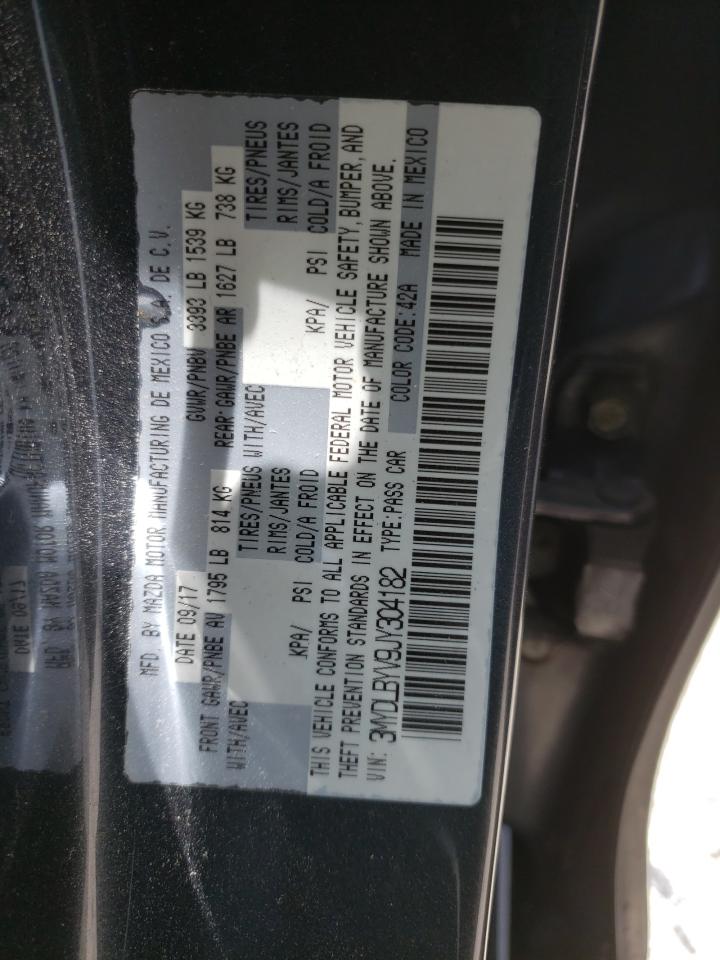 MFD. BY MAZDA MOTOR MANUFACTURING DE MEXICO S.A. DE C.V.
DATE 09/17 GVWR/PNBV 3393 LB 1539 KG
FRONT GAWR/PNBE AV 1795 LB 814 KG REAR:GAWR/PNBE AR 1627 LB 738 KG
WITH/AVEC TIRES/PNEUS WITH/AVEC TIRES/PNEUS
RIMS/JANTES RIMS/JANTES
KPA/ PSI COLD/A FROID KPA/ PSI COLD/A FROID
THIS VEHICLE CONFORMS TO ALL APPLICABLE FEDERAL MOTOR VEHICLE SAFETY, BUMPER, AND
THEFT PREVENTION STANDARDS IN EFFECT ON THE DATE OF MANUFACTURE SHOWN ABOVE.
VIN: 3MYDLBYV9JY304182 TYPE:PASS CAR COLOR CODE:42A MADE IN MEXICO